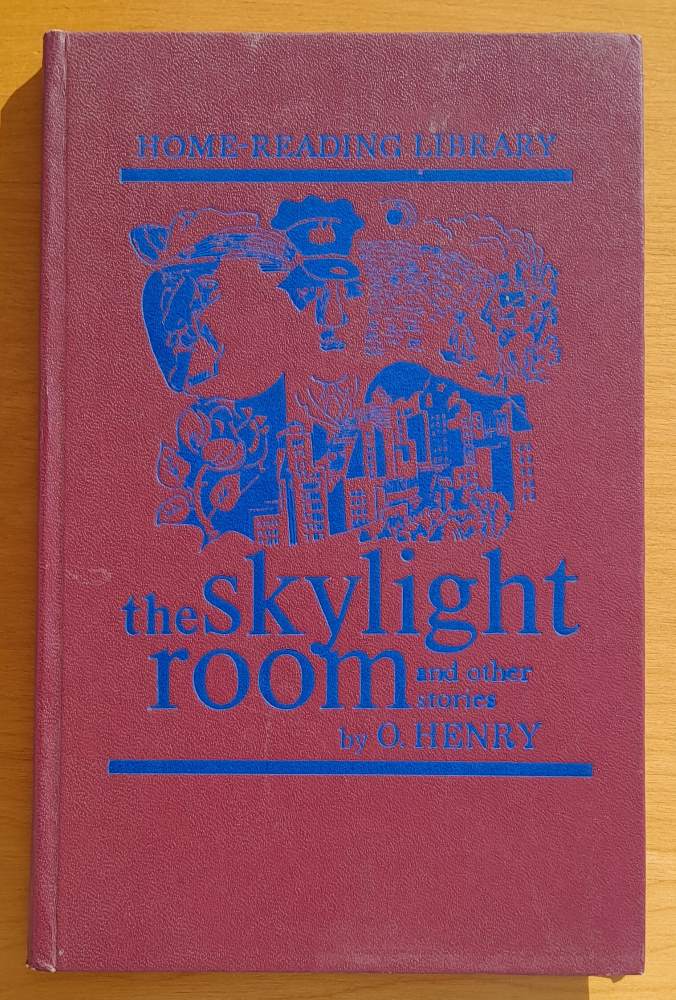 HOME-READING LIBRARY
the skylight
room and other
stories
by O. HENRY